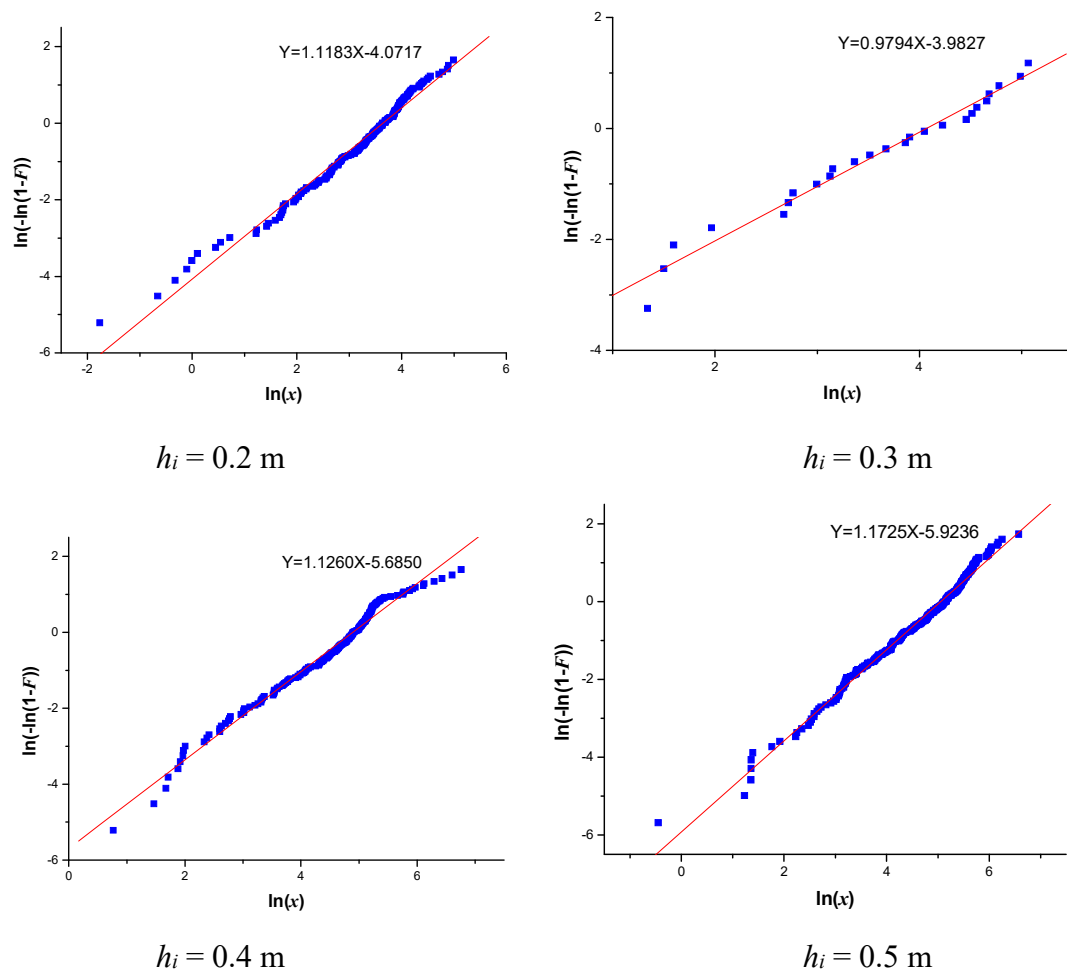 Y=1.1183X-4.0717
2
0
-2
-4
-6
ln(-ln(1-F))
-2
0
2
4
6
ln(x)
hi = 0.2 m
Y=0.9794X-3.9827
2
0
-2
-4
ln(-ln(1-F))
2
4
ln(x)
hi = 0.3 m
Y=1.1260X-5.6850
2
0
-2
-4
-6
ln(-ln(1-F))
0
2
4
6
ln(x)
hi = 0.4 m
Y=1.1725X-5.9236
2
0
-2
-4
-6
ln(-ln(1-F))
0
2
4
6
ln(x)
hi = 0.5 m